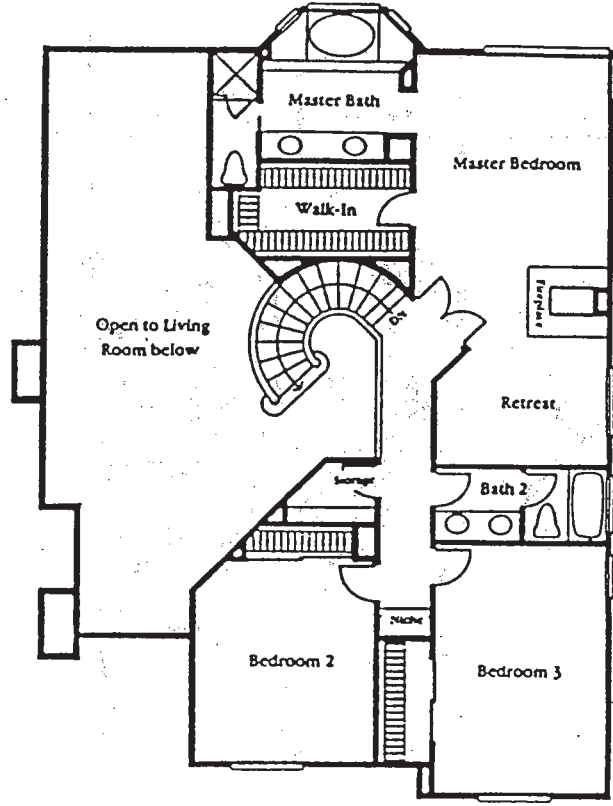 Master Bath
Master Bedroom
Walk-In
Fireplace
Dn
Open to Living
Room below
Retreat
Storage
Bath 2
Niche
Bedroom 2
Bedroom 3